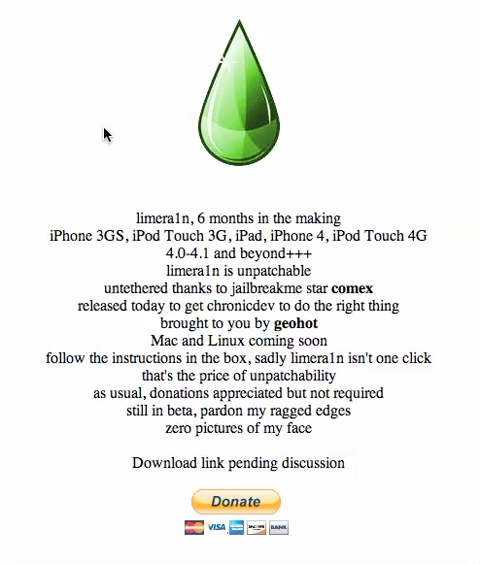 limera1n, 6 months in the making
iPhone 3GS, iPod Touch 3G, iPad, iPhone 4, iPod Touch 4G
4.0-4.1 and beyond+++
limera1n is unpatchable
untethered thanks to jailbreakme star comex
released today to get chronicdev to do the right thing
brought to you by geohot
Mac and Linux coming soon
follow the instructions in the box, sadly limera1n isn't one click
that's the price of unpatchability
as usual, donations appreciated but not required
still in beta, pardon my ragged edges
zero pictures of my face
Download link pending discussion
Donate
VISA
BANK